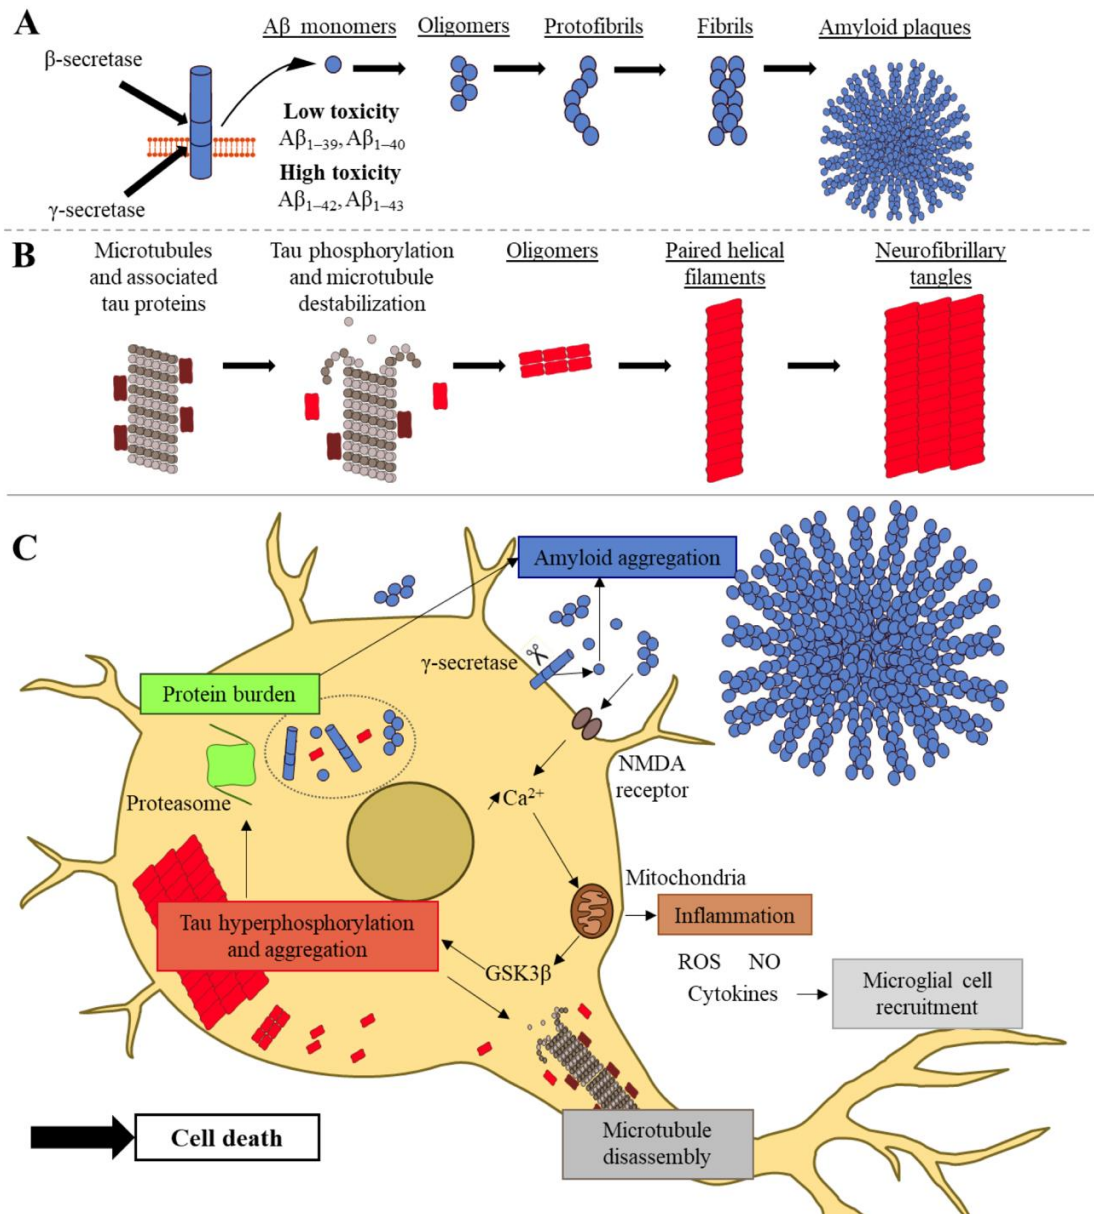 A
Aβ monomers
Oligomers
Protofibrils
Fibrils
Amyloid plaques
β-secretase
Low toxicity
Aβ₁₋₃₉, Aβ₁₋₄₀
High toxicity
Aβ₁₋₄₂, Aβ₁₋₄₃
γ-secretase
B
Microtubules
and associated
tau proteins
Tau phosphorylation
and microtubule
destabilization
Oligomers
Paired helical
filaments
Neurofibrillary
tangles
C
Amyloid aggregation
γ-secretase
Protein burden
NMDA
receptor
Proteasome
Ca²⁺
Mitochondria
Inflammation
Tau hyperphosphorylation
and aggregation
GSK3β
ROS NO
Cytokines
Microglial cell
recruitment
Cell death
Microtubule
disassembly